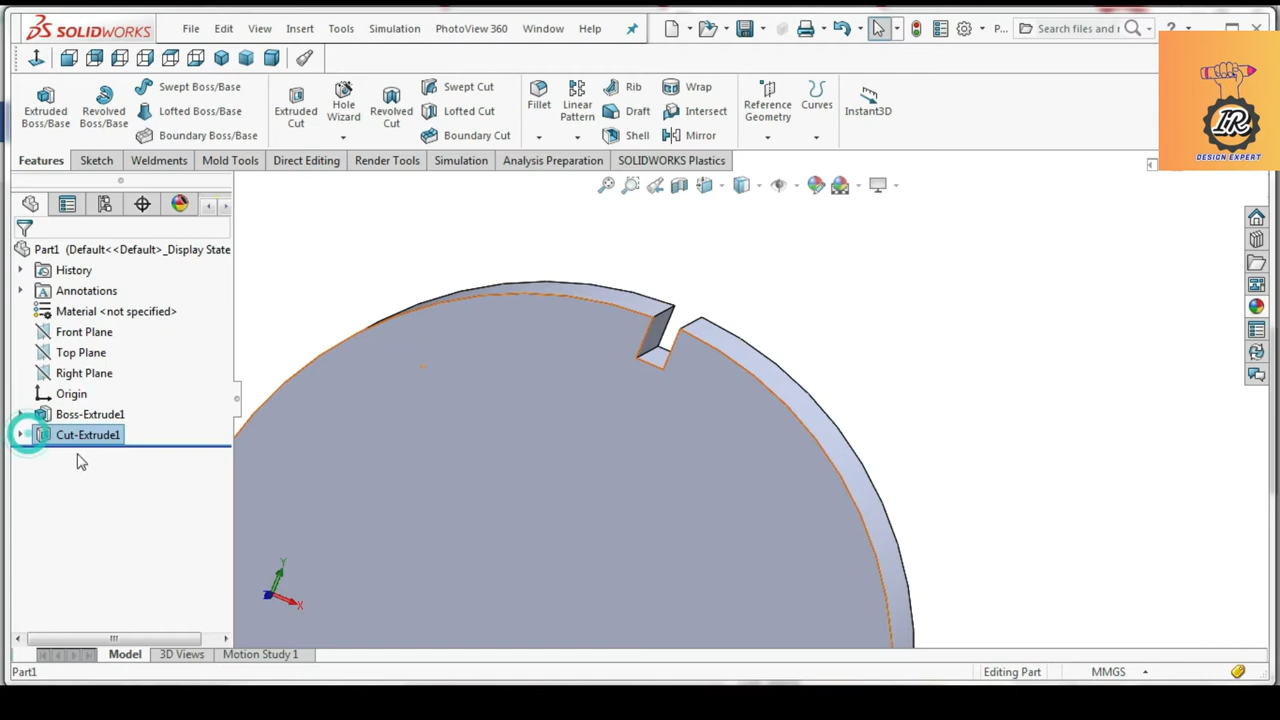 DS SOLIDWORKS File Edit View Insert Tools Simulation PhotoView 360 Window Help P... Search files and r ?
Extruded Boss/Base Revolved Boss/Base Swept Boss/Base Lofted Boss/Base Boundary Boss/Base Extruded Cut Hole Wizard Revolved Cut Swept Cut Lofted Cut Boundary Cut Fillet Linear Pattern Rib Draft Shell Wrap Intersect Mirror Reference Geometry Curves Instant3D
IR
DESIGN EXPERT
Features Sketch Weldments Mold Tools Direct Editing Render Tools Simulation Analysis Preparation SOLIDWORKS Plastics
Part1 (Default<<Default>_Display State
History
Annotations
Material <not specified>
Front Plane
Top Plane
Right Plane
Origin
Boss-Extrude1
Cut-Extrude1
Y
X
Model 3D Views Motion Study 1
Part1 Editing Part MMGS